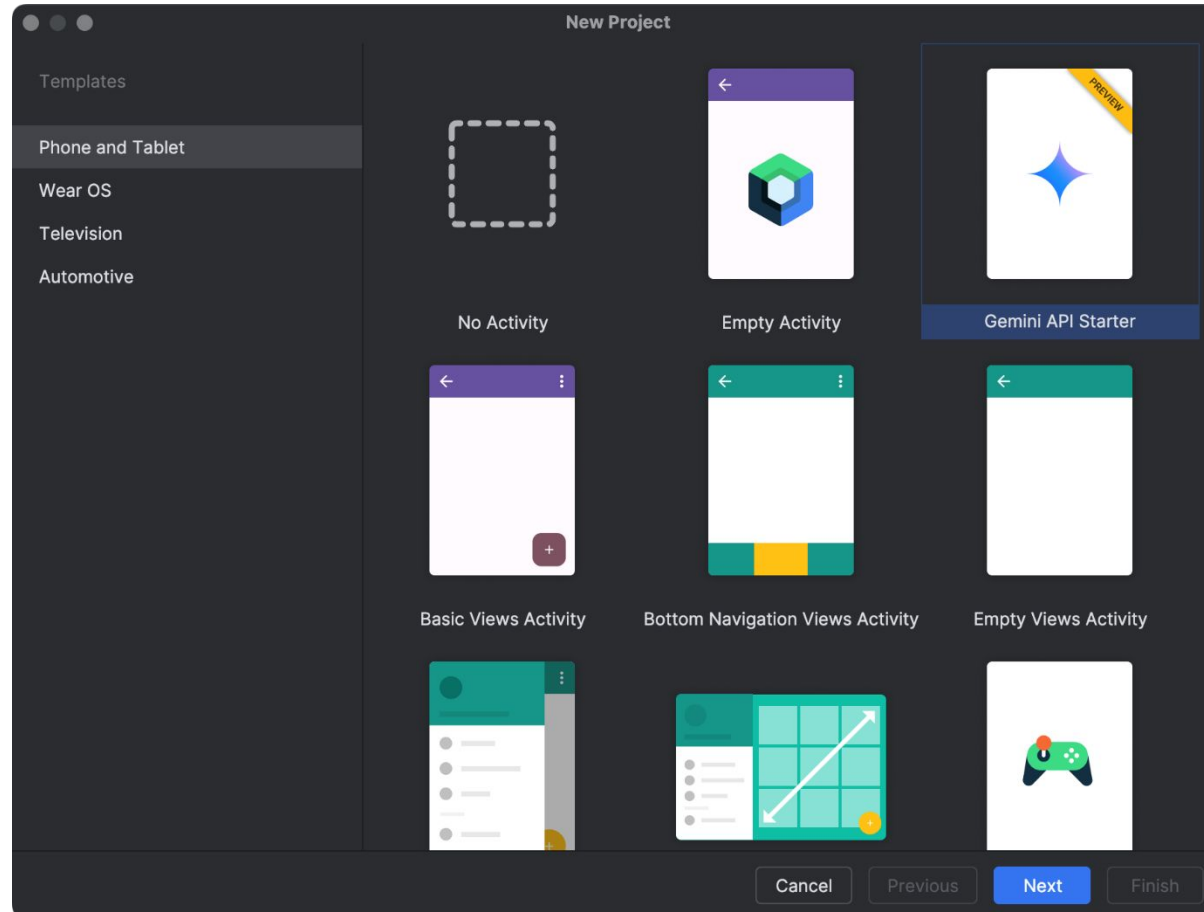 New Project
Templates
Phone and Tablet
Wear OS
Television
Automotive
PREVIEW
No Activity
Empty Activity
Gemini API Starter
Basic Views Activity
Bottom Navigation Views Activity
Empty Views Activity
Cancel
Previous
Next
Finish